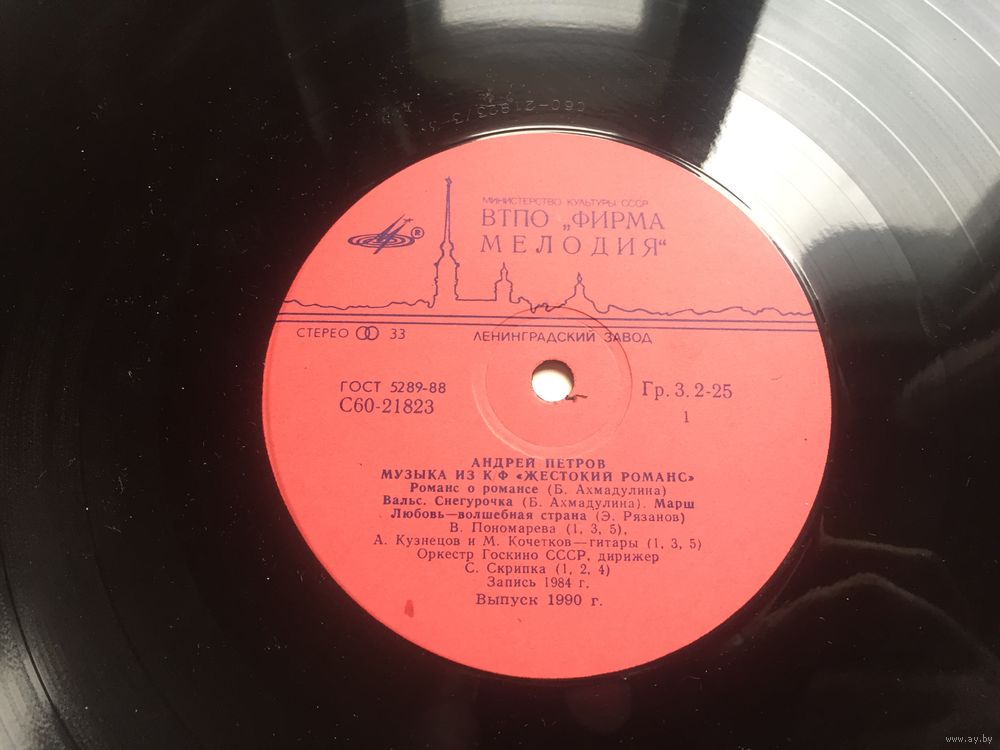 МИНИСТЕРСТВО КУЛЬТУРЫ СССР
ВТПО „ФИРМА
МЕЛОДИЯ“
®
СТЕРЕО 33
ЛЕНИНГРАДСКИЙ ЗАВОД
ГОСТ 5289-88
С60-21823
Гр. 3. 2-25
1
АНДРЕЙ ПЕТРОВ
МУЗЫКА ИЗ К/Ф «ЖЕСТОКИЙ РОМАНС»
Романс о романсе (Б. Ахмадулина)
Вальс. Снегурочка (Б. Ахмадулина). Марш
Любовь—волшебная страна (Э. Рязанов)
В. Пономарева (1, 3, 5),
А. Кузнецов и М. Кочетков—гитары (1, 3, 5)
Оркестр Госкино СССР, дирижер
С. Скрипка (1, 2, 4)
Запись 1984 г.
Выпуск 1990 г.
www.ay.by